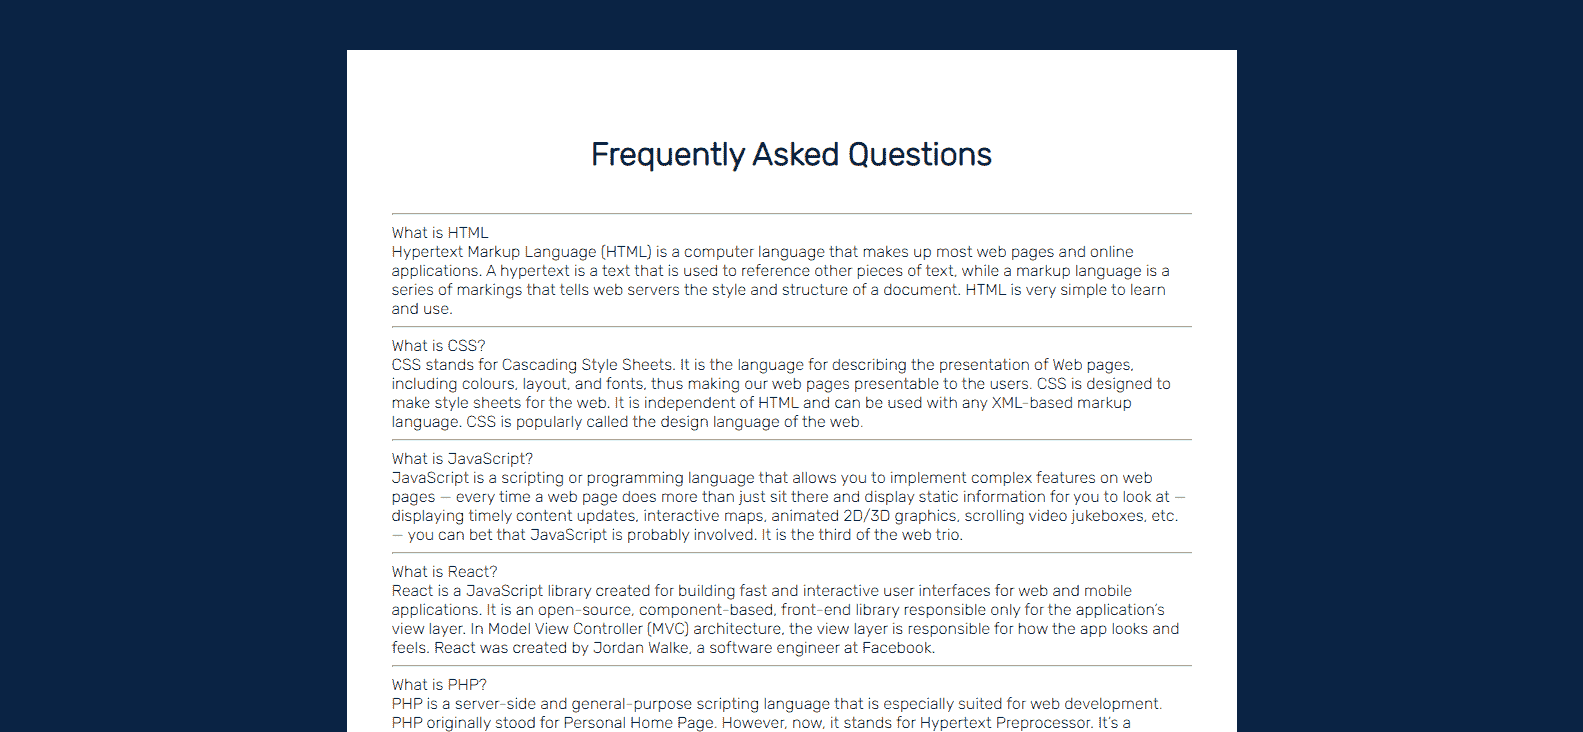 Frequently Asked Questions
What is HTML
Hypertext Markup Language (HTML) is a computer language that makes up most web pages and online
applications. A hypertext is a text that is used to reference other pieces of text, while a markup language is a
series of markings that tells web servers the style and structure of a document. HTML is very simple to learn
and use.
What is CSS?
CSS stands for Cascading Style Sheets. It is the language for describing the presentation of Web pages,
including colours, layout, and fonts, thus making our web pages presentable to the users. CSS is designed to
make style sheets for the web. It is independent of HTML and can be used with any XML-based markup
language. CSS is popularly called the design language of the web.
What is JavaScript?
JavaScript is a scripting or programming language that allows you to implement complex features on web
pages — every time a web page does more than just sit there and display static information for you to look at —
displaying timely content updates, interactive maps, animated 2D/3D graphics, scrolling video jukeboxes, etc.
— you can bet that JavaScript is probably involved. It is the third of the web trio.
What is React?
React is a JavaScript library created for building fast and interactive user interfaces for web and mobile
applications. It is an open-source, component-based, front-end library responsible only for the application's
view layer. In Model View Controller (MVC) architecture, the view layer is responsible for how the app looks and
feels. React was created by Jordan Walke, a software engineer at Facebook.
What is PHP?
PHP is a server-side and general-purpose scripting language that is especially suited for web development.
PHP originally stood for Personal Home Page. However, now, it stands for Hypertext Preprocessor. It's a